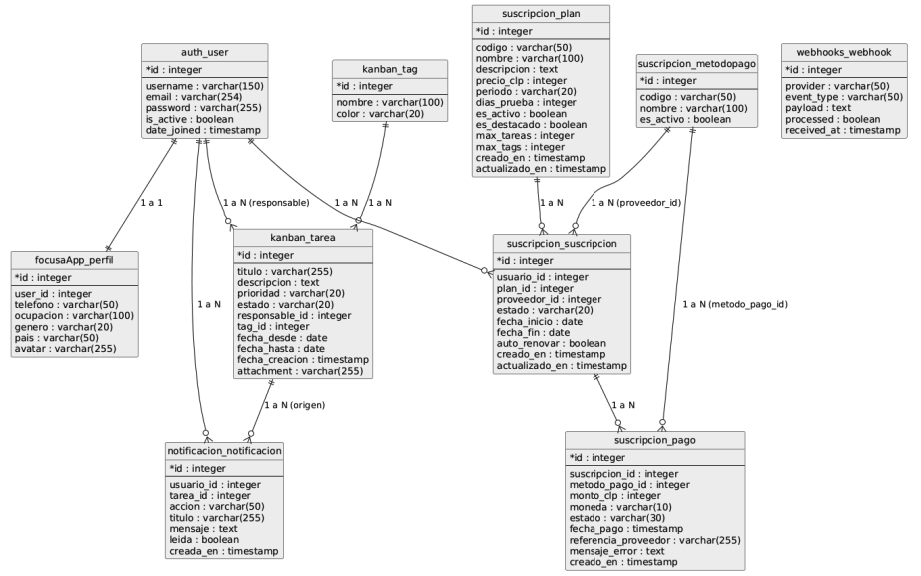 suscripcion_plan
*id : integer
codigo : varchar(50)
nombre : varchar(100)
descripcion : text
precio_clp : integer
periodo : varchar(20)
dias_prueba : integer
es_activo : boolean
es_destacado : boolean
max_tareas : integer
max_tags : integer
creado_en : timestamp
actualizado_en : timestamp
auth_user
*id : integer
username : varchar(150)
email : varchar(254)
password : varchar(255)
is_active : boolean
date_joined : timestamp
kanban_tag
*id : integer
nombre : varchar(100)
color : varchar(20)
suscripcion_metodopago
*id : integer
codigo : varchar(50)
nombre : varchar(100)
es_activo : boolean
webhooks_webhook
*id : integer
provider : varchar(50)
event_type : varchar(50)
payload : text
processed : boolean
received_at : timestamp
1 a 1
1 a N (responsable)
1 a N
1 a N
1 a N
1 a N (proveedor_id)
focusaApp_perfil
*id : integer
user_id : integer
telefono : varchar(50)
ocupacion : varchar(100)
genero : varchar(20)
pais : varchar(50)
avatar : varchar(255)
kanban_tarea
*id : integer
titulo : varchar(255)
descripcion : text
prioridad : varchar(20)
estado : varchar(20)
responsable_id : integer
tag_id : integer
fecha_desde : date
fecha_hasta : date
fecha_creacion : timestamp
attachment : varchar(255)
suscripcion_suscripcion
*id : integer
usuario_id : integer
plan_id : integer
proveedor_id : integer
estado : varchar(20)
fecha_inicio : date
fecha_fin : date
auto_renovar : boolean
creado_en : timestamp
actualizado_en : timestamp
1 a N
1 a N (metodo_pago_id)
1 a N (origen)
1 a N
notificacion_notificacion
*id : integer
usuario_id : integer
tarea_id : integer
accion : varchar(50)
titulo : varchar(255)
mensaje : text
leida : boolean
creada_en : timestamp
suscripcion_pago
*id : integer
suscripcion_id : integer
metodo_pago_id : integer
monto_clp : integer
moneda : varchar(10)
estado : varchar(30)
fecha_pago : timestamp
referencia_proveedor : varchar(255)
mensaje_error : text
creado_en : timestamp